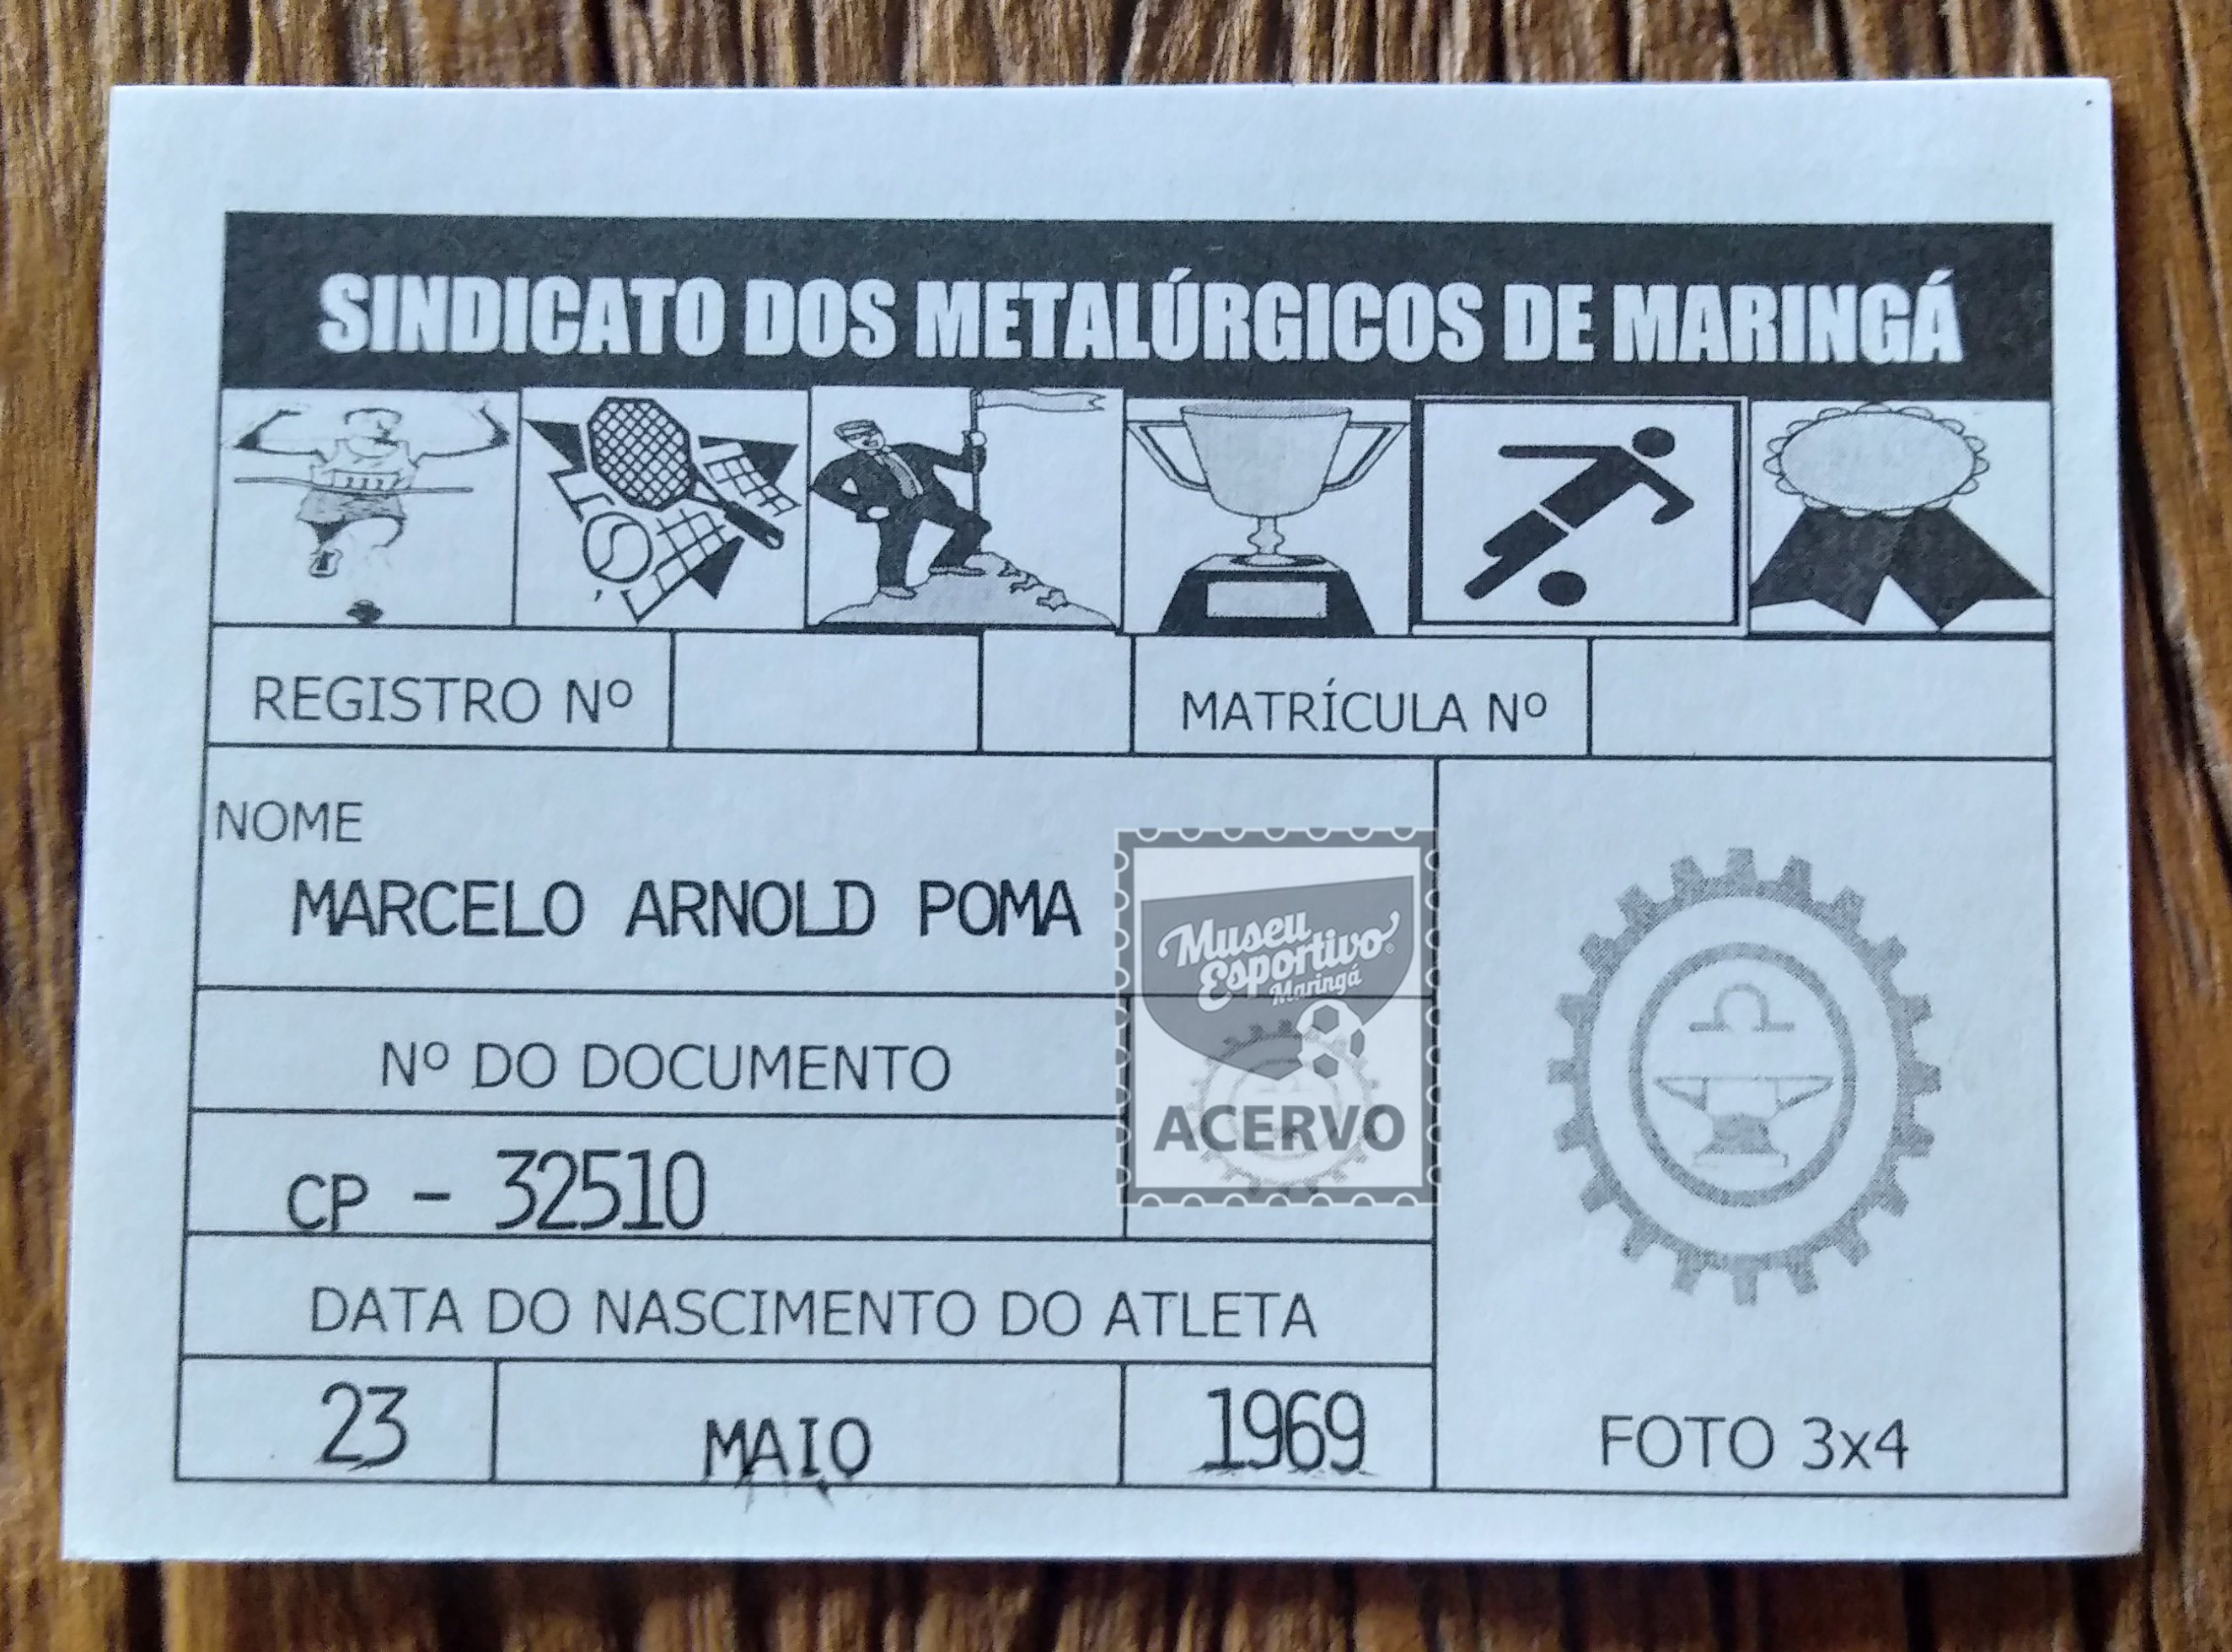 SINDICATO DOS METALÚRGICOS DE MARINGÁ
REGISTRO Nº
MATRÍCULA Nº
NOME
MARCELO ARNOLD POMA
Museu
Esportivo
Maringá
ACERVO
Nº DO DOCUMENTO
CP - 32510
DATA DO NASCIMENTO DO ATLETA
23 MAIO 1969
FOTO 3x4